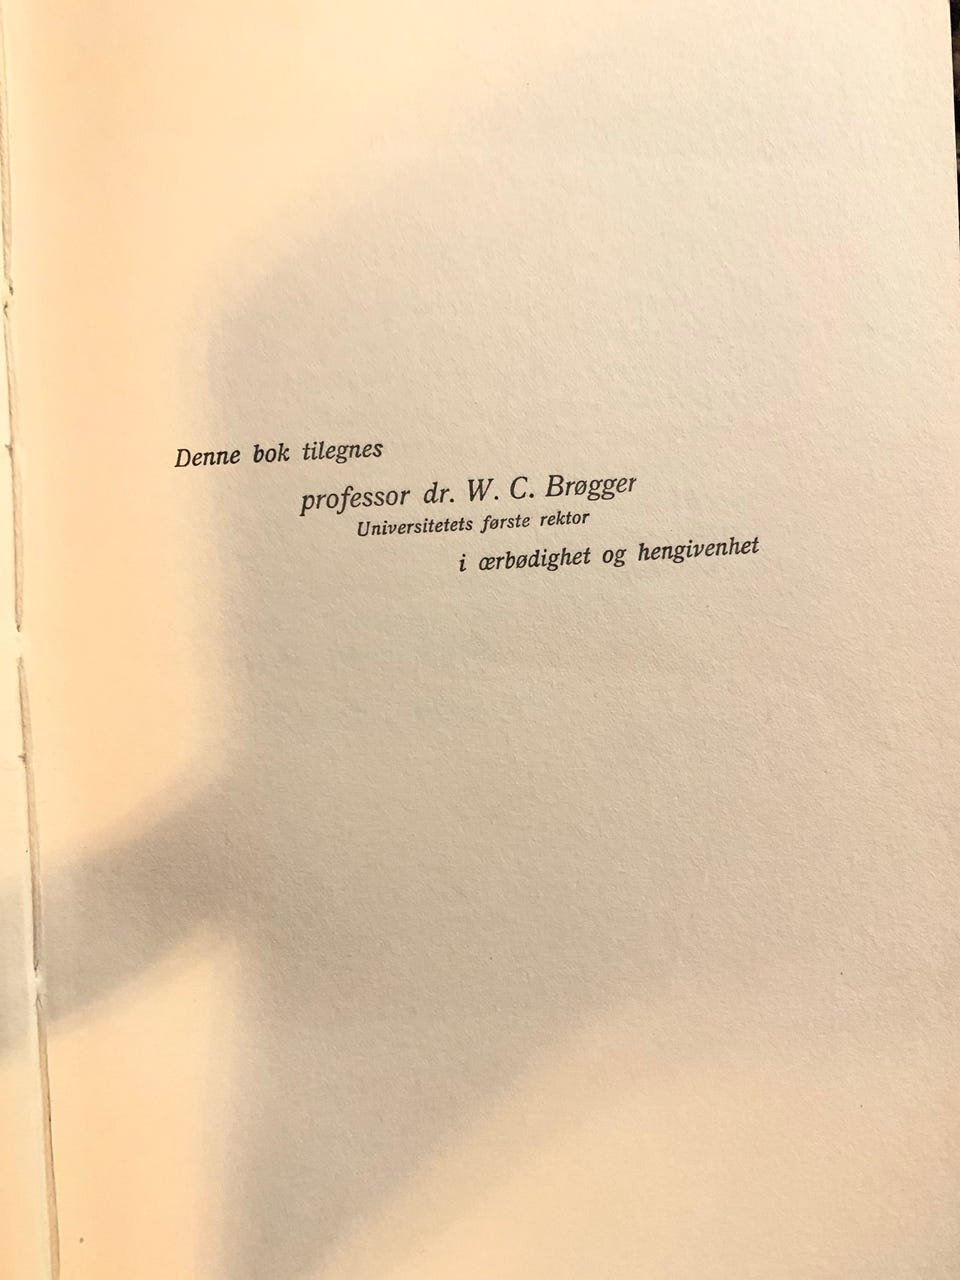 Denne bok tilegnes
professor dr. W. C. Brøgger
Universitetets første rektor
i ærbødighet og hengivenhet